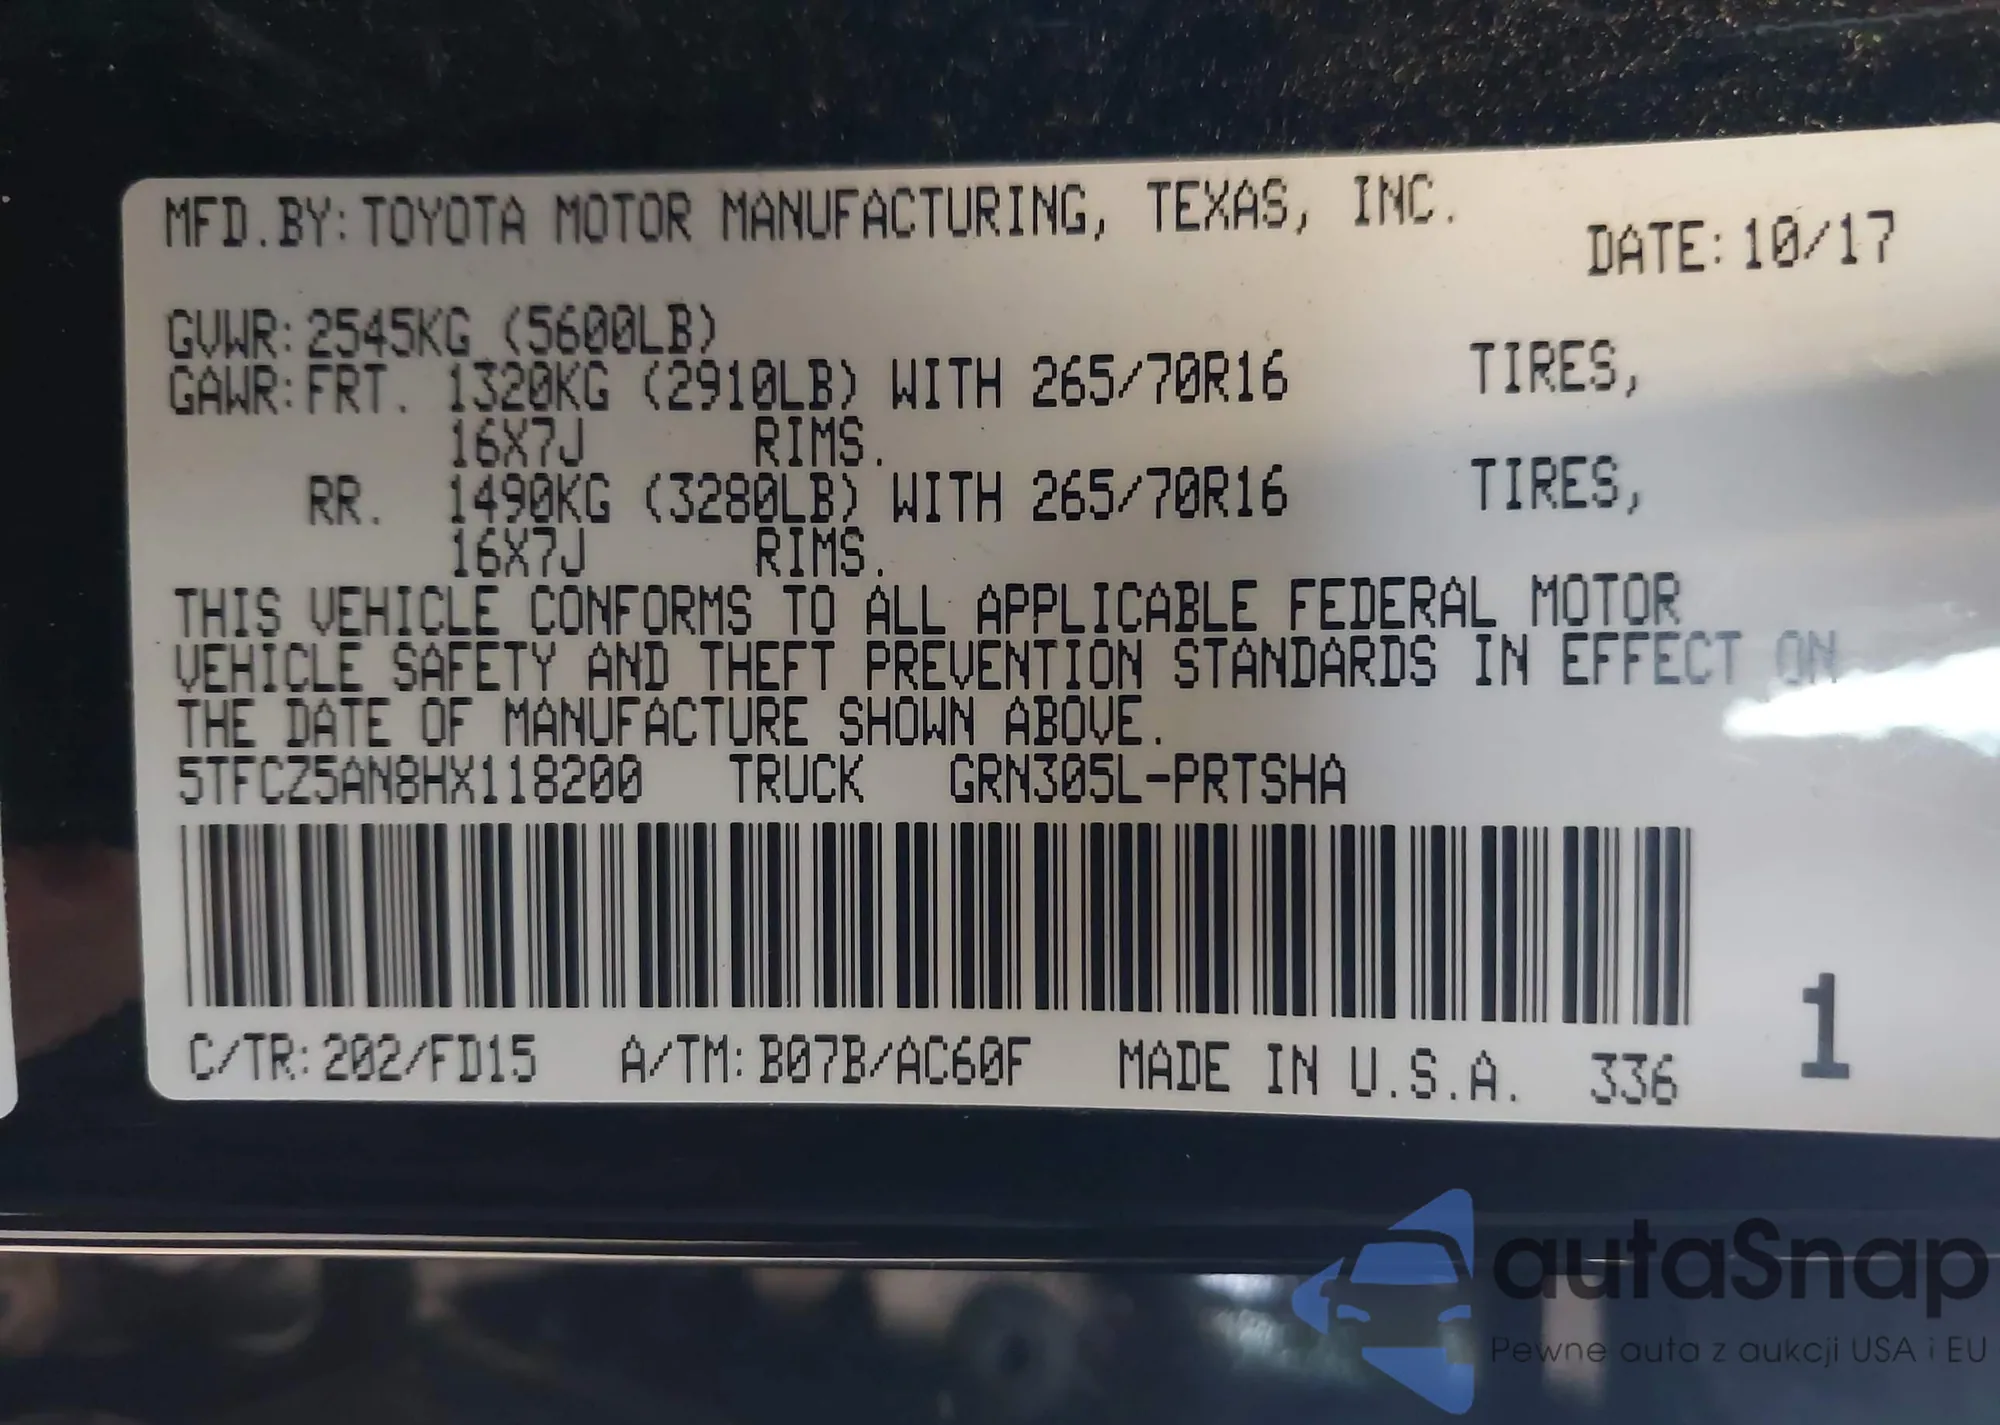 MFD.BY:TOYOTA MOTOR MANUFACTURING, TEXAS, INC.
DATE:10/17
GVWR:2545KG (5600LB)
GAWR:FRT. 1320KG (2910LB) WITH 265/70R16 TIRES,
16X7J RIMS.
RR. 1490KG (3280LB) WITH 265/70R16 TIRES,
16X7J RIMS.
THIS VEHICLE CONFORMS TO ALL APPLICABLE FEDERAL MOTOR
VEHICLE SAFETY AND THEFT PREVENTION STANDARDS IN EFFECT ON
THE DATE OF MANUFACTURE SHOWN ABOVE.
5TFCZ5AN8HX118200 TRUCK GRN305L-PRTSHA
1
C/TR:202/FD15 A/TM:B07B/AC60F MADE IN U.S.A. 336
autaSnap
Pewne auta z aukcji USA i EU